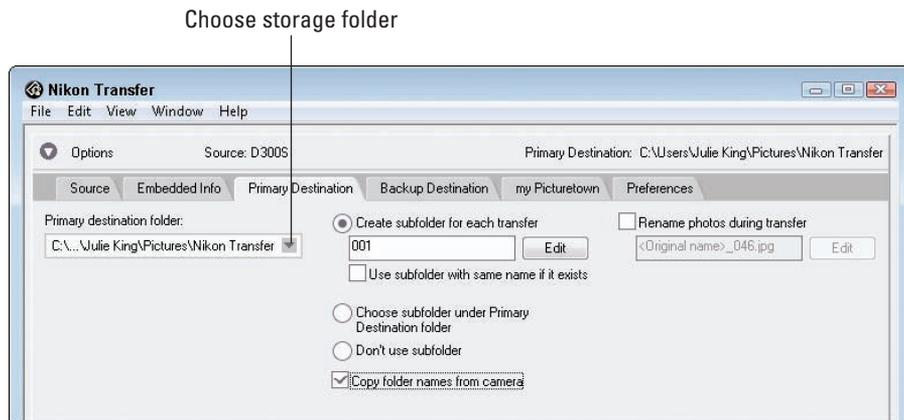 Choose storage folder
Nikon Transfer
File Edit View Window Help
Options Source: D300S Primary Destination: C:\Users\Julie King\Pictures\Nikon Transfer
Source Embedded Info Primary Destination Backup Destination my Picturetown Preferences
Primary destination folder: Create subfolder for each transfer Rename photos during transfer
C:\...\Julie King\Pictures\Nikon Transfer 001 Edit <Original name>_046.jpg Edit
Use subfolder with same name if it exists
Choose subfolder under Primary
Destination folder
Don't use subfolder
Copy folder names from camera